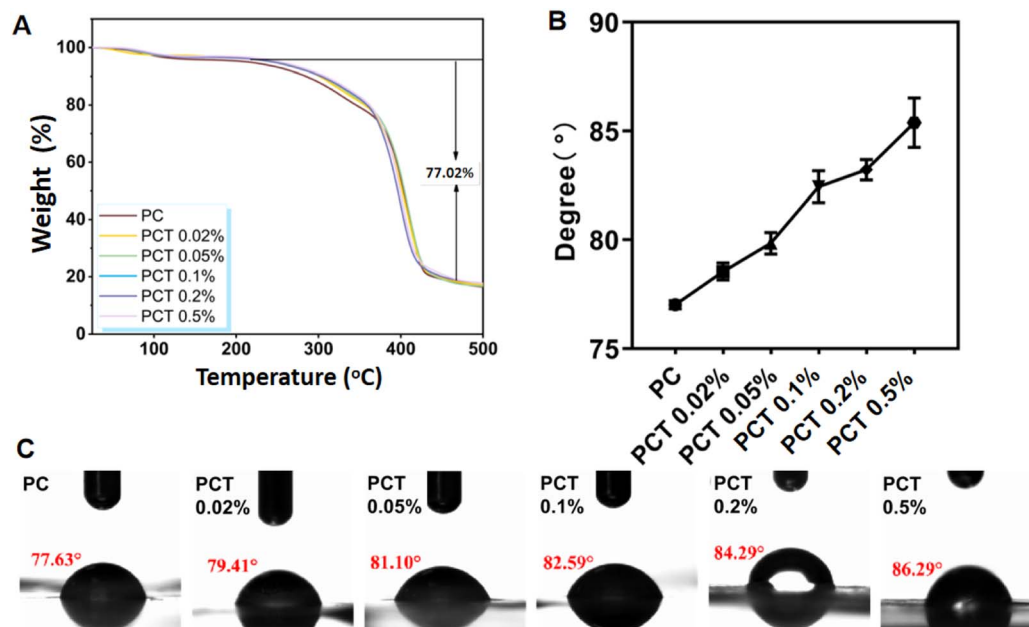 A
Weight (%)
100
80
60
40
20
0
77.02%
PC
PCT 0.02%
PCT 0.05%
PCT 0.1%
PCT 0.2%
PCT 0.5%
100
200
300
400
500
Temperature (°C)
B
Degree(°)
90
85
80
75
PC
PCT 0.02%
PCT 0.05%
PCT 0.1%
PCT 0.2%
PCT 0.5%
C
PC
77.63°
PCT
0.02%
79.41°
PCT
0.05%
81.10°
PCT
0.1%
82.59°
PCT
0.2%
84.29°
PCT
0.5%
86.29°